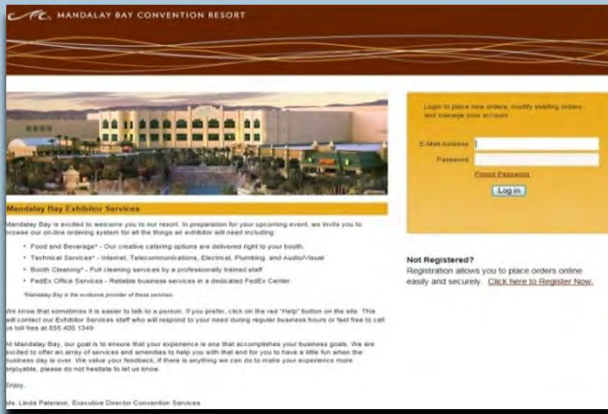 MANDALAY BAY CONVENTION RESORT
Login to place new orders, modify existing orders
and manage your account
E-Mail Address
Password
Forgot Password
Log in
Mandalay Bay Exhibitor Services
Mandalay Bay is excited to welcome you to our resort. In preparation for your upcoming event, we invite you to
browse our on-line ordering system for all the things an exhibitor will need including:
• Food and Beverage* - Our creative catering options are delivered right to your booth.
• Technical Services* - Internet, Telecommunications, Electrical, Plumbing, and Audio/Visual
• Booth Cleaning* - Full cleaning services by a professionally trained staff
• FedEx Office Services - Reliable business services in a dedicated FedEx Center.
*Mandalay Bay is the exclusive provider of these services.
We know that sometimes it is easier to talk to a person. If you prefer, click on the red "Help" button on the site. This
will contact our Exhibitor Services staff who will respond to your need during regular business hours or feel free to call
us toll free at 855.408.1349.
At Mandalay Bay, our goal is to ensure that your experience is one that accomplishes your business goals. We are
excited to offer an array of services and amenities to help you with that and for you to have a little fun when the
business day is over. We value your feedback, if there is anything we can do to make your experience more
enjoyable, please do not hesitate to let us know.
Enjoy,
Ms. Linda Paterson, Executive Director Convention Services
Not Registered?
Registration allows you to place orders online
easily and securely. Click here to Register Now.